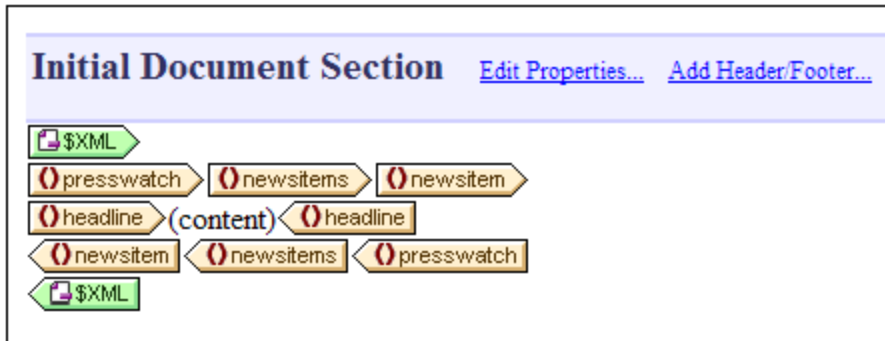 Initial Document Section Edit Properties... Add Header/Footer...
$XML
()presswatch ()newsitems ()newsitem
()headline (content) ()headline
()newsitem ()newsitems ()presswatch
$XML